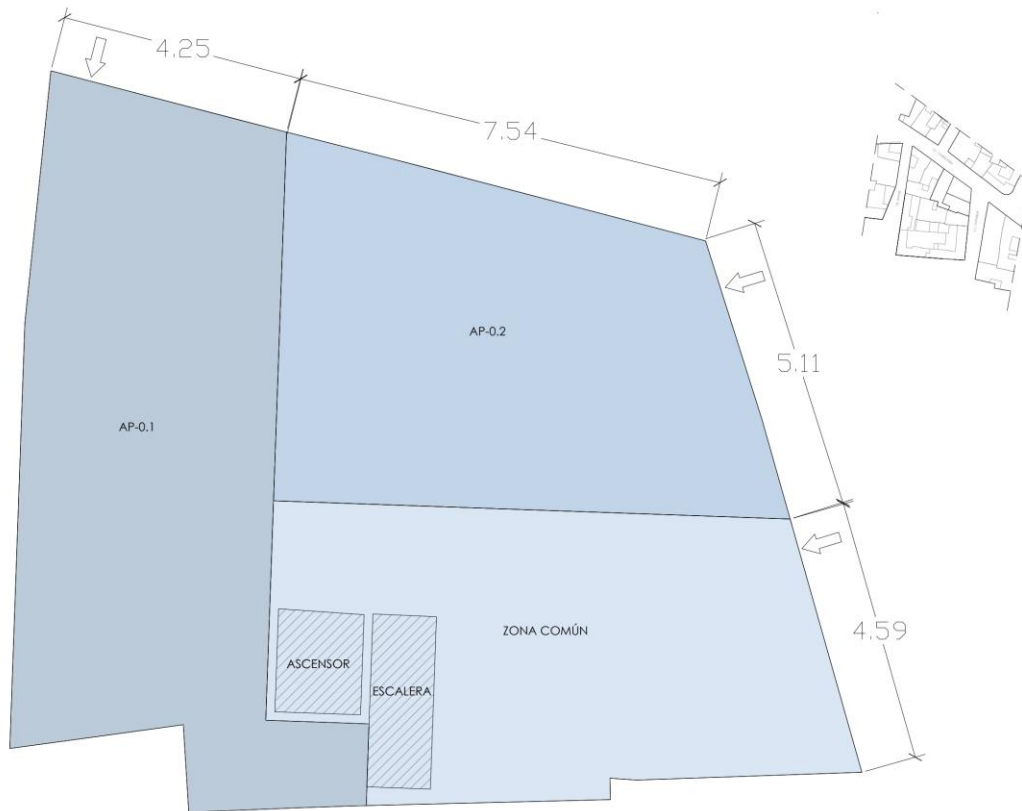 4.25
7.54
AP-0.2
5.11
AP-0.1
ZONA COMÚN
4.59
ASCENSOR
ESCALERA